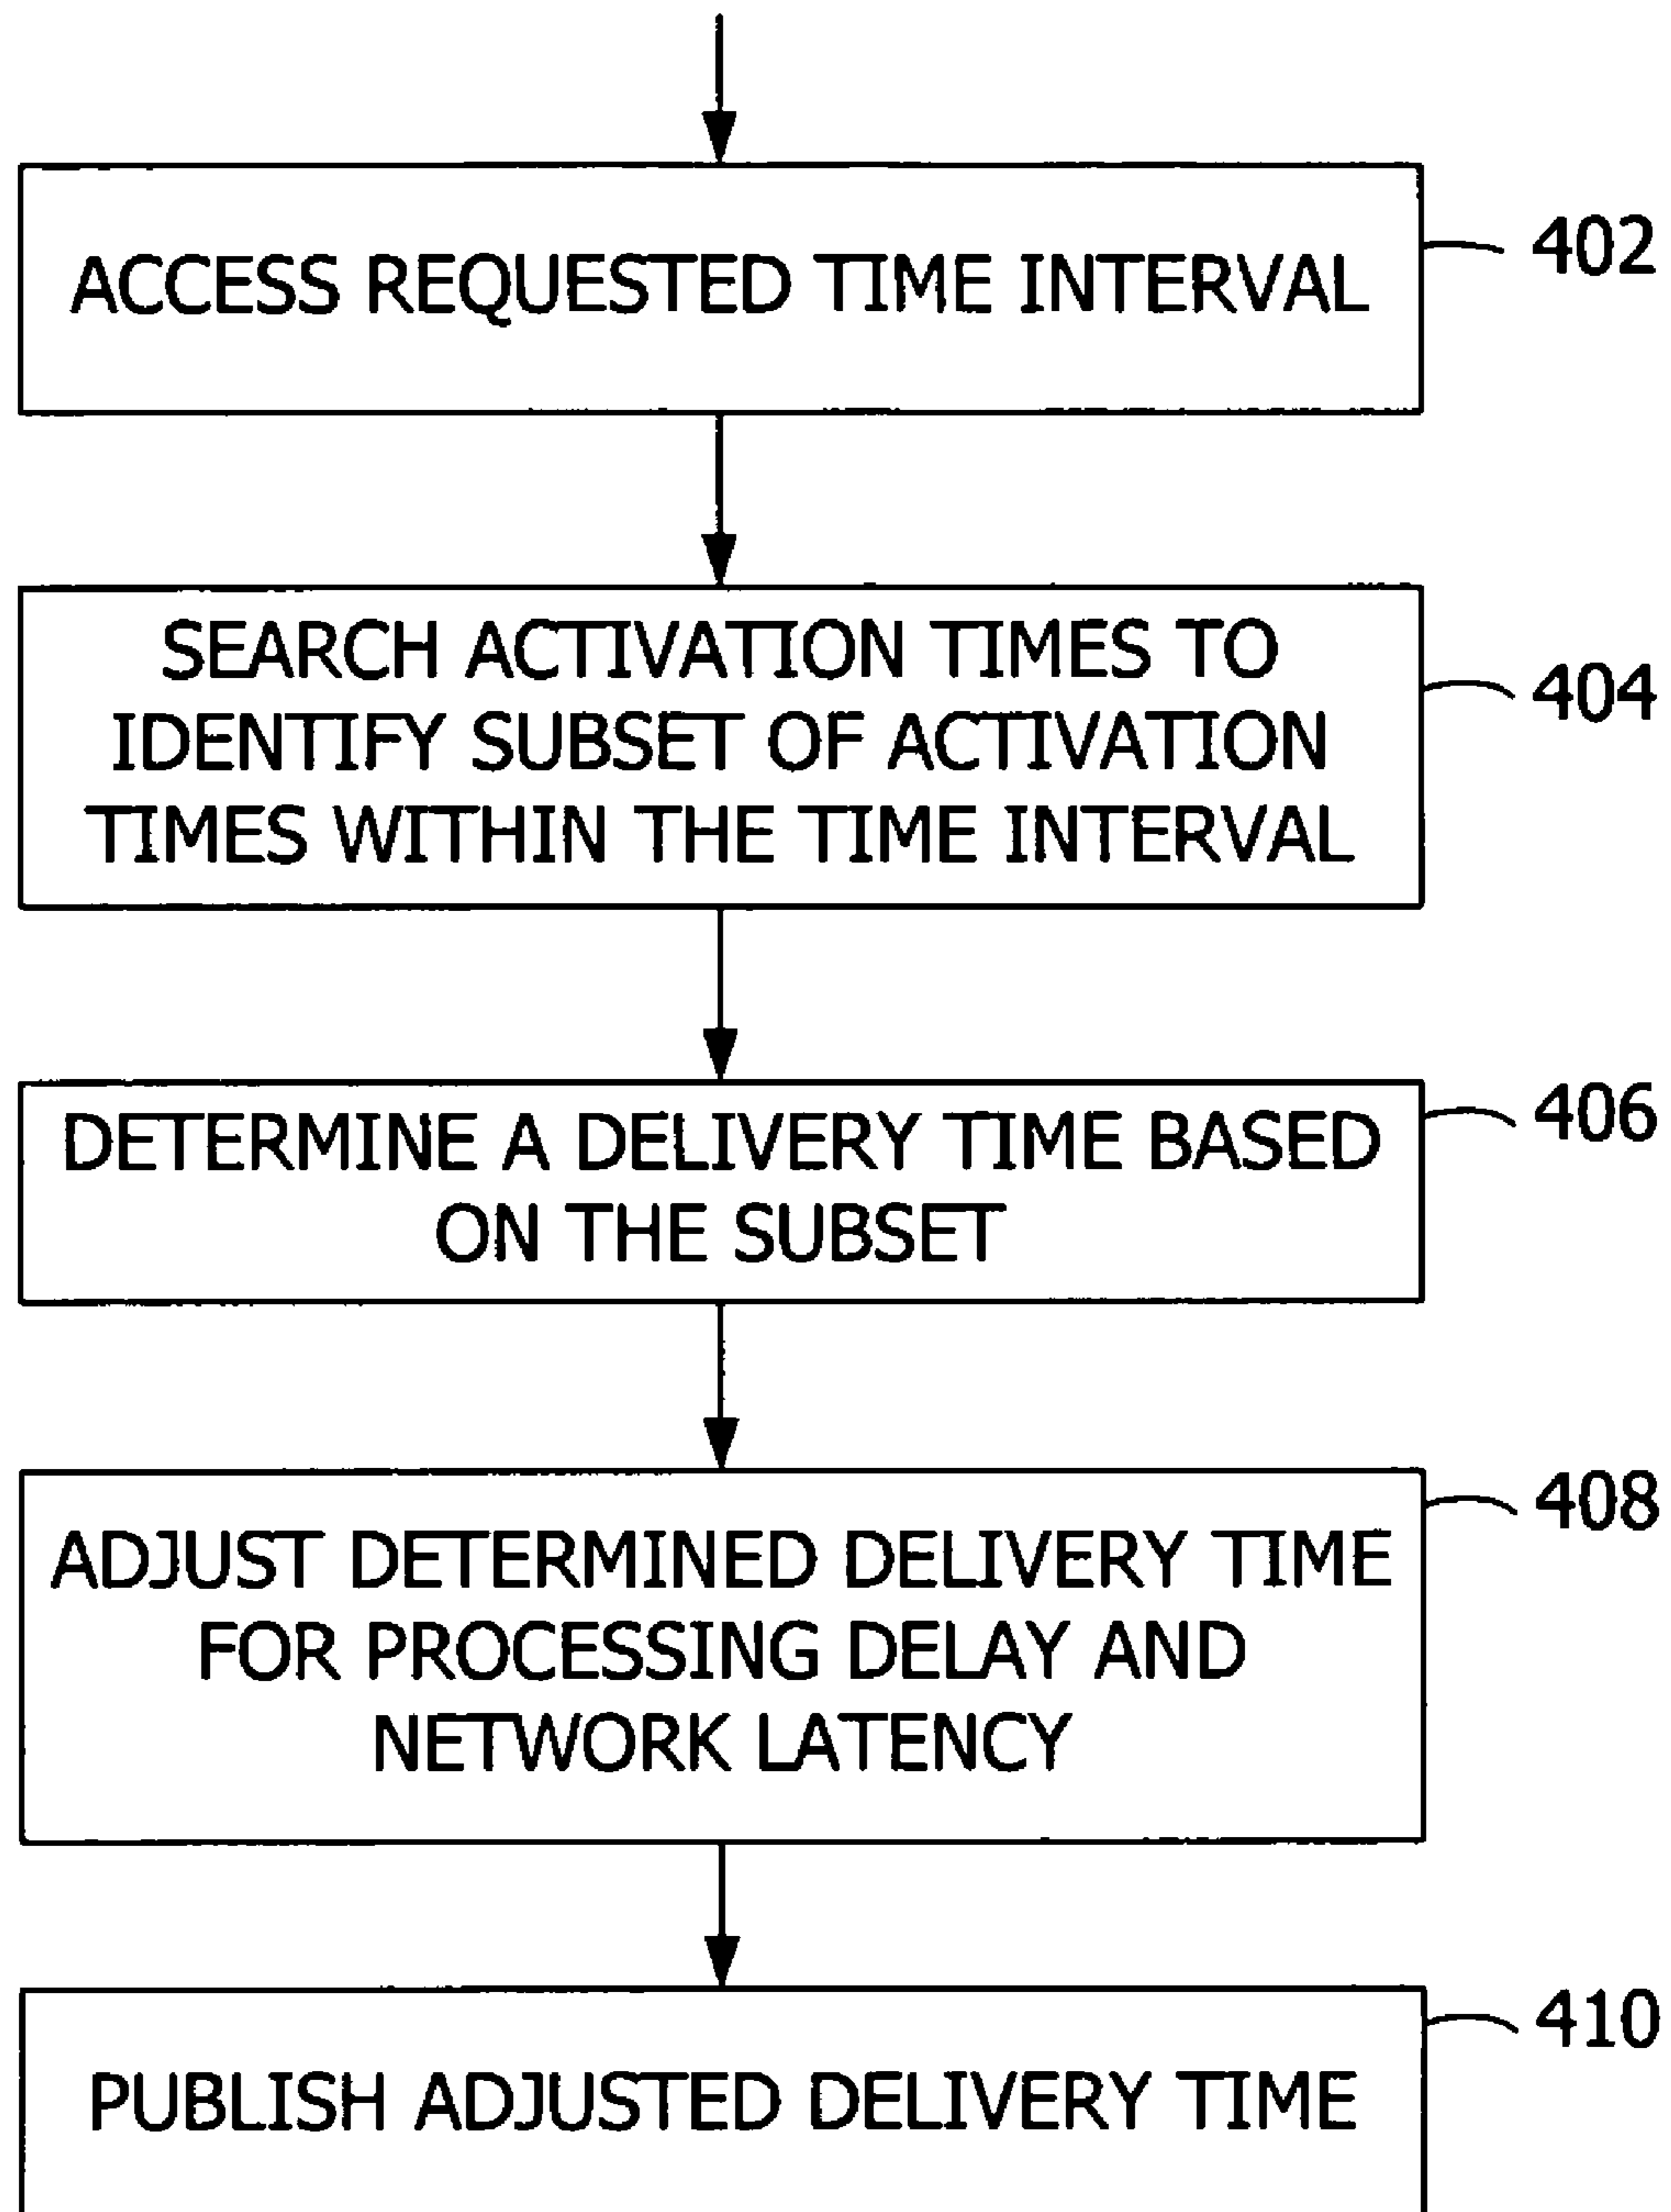 ACCESS REQUESTED TIME INTERVAL
402
SEARCH ACTIVATION TIMES TO
IDENTIFY SUBSET OF ACTIVATION
TIMES WITHIN THE TIME INTERVAL
404
DETERMINE A DELIVERY TIME BASED
ON THE SUBSET
406
ADJUST DETERMINED DELIVERY TIME
FOR PROCESSING DELAY AND
NETWORK LATENCY
408
PUBLISH ADJUSTED DELIVERY TIME
410